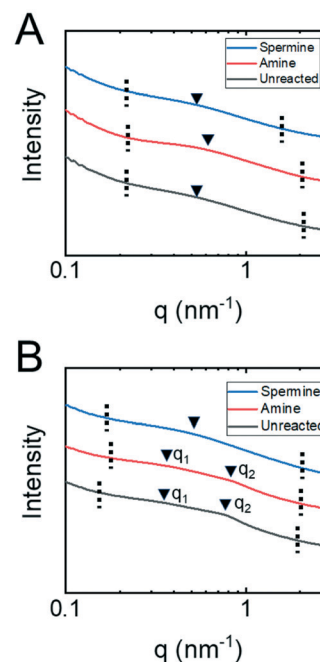 A
Intensity
Spermine
Amine
Unreacted
0.1
1
q (nm⁻¹)
B
Intensity
Spermine
Amine
Unreacted
q₁
q₂
q₁
q₂
0.1
1
q (nm⁻¹)